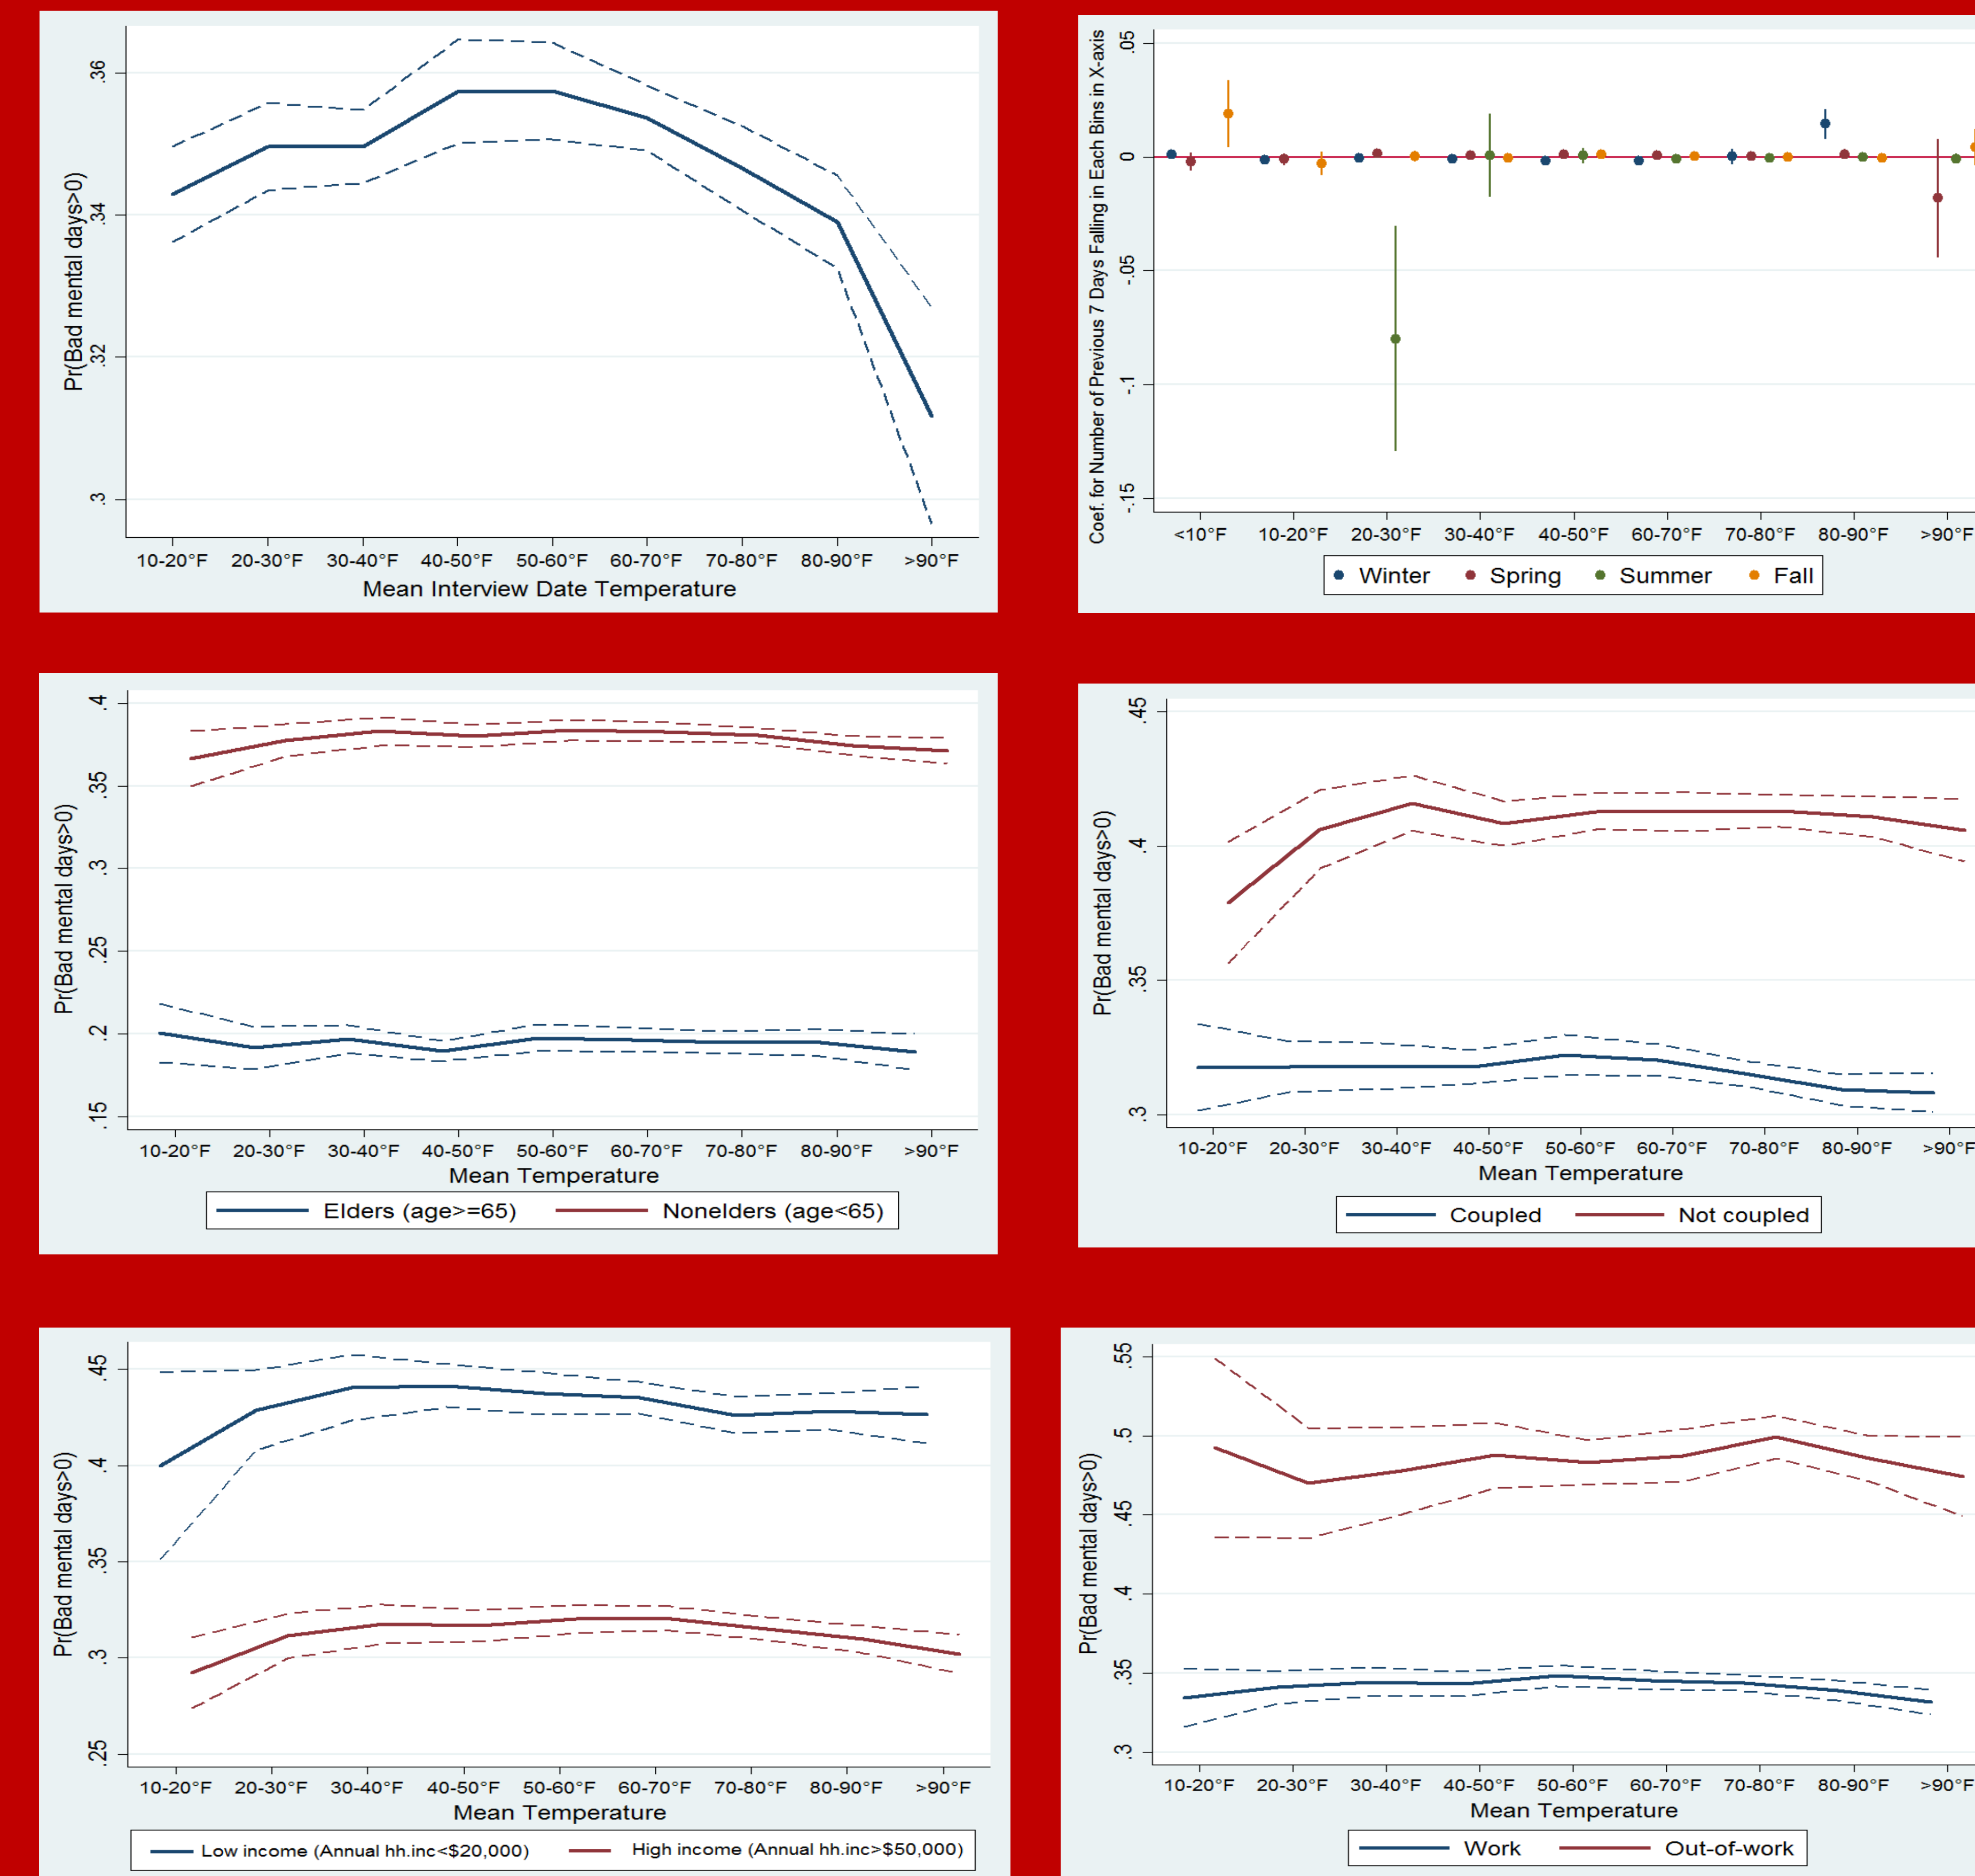 Pr(Bad mental days>0)
.36
.34
.32
.3
10-20°F 20-30°F 30-40°F 40-50°F 50-60°F 60-70°F 70-80°F 80-90°F >90°F
Mean Interview Date Temperature
Coef. for Number of Previous 7 Days Falling in Each Bins in X-axis
.05
0
-.05
-.1
-.15
<10°F 10-20°F 20-30°F 30-40°F 40-50°F 60-70°F 70-80°F 80-90°F >90°F
Winter Spring Summer Fall
Pr(Bad mental days>0)
.4
.35
.3
.25
.2
.15
10-20°F 20-30°F 30-40°F 40-50°F 50-60°F 60-70°F 70-80°F 80-90°F >90°F
Mean Temperature
Elders (age>=65) Nonelders (age<65)
Pr(Bad mental days>0)
.45
.4
.35
.3
10-20°F 20-30°F 30-40°F 40-50°F 50-60°F 60-70°F 70-80°F 80-90°F >90°F
Mean Temperature
Coupled Not coupled
Pr(Bad mental days>0)
.45
.4
.35
.3
.25
10-20°F 20-30°F 30-40°F 40-50°F 50-60°F 60-70°F 70-80°F 80-90°F >90°F
Mean Temperature
Low income (Annual hh.inc<$20,000) High income (Annual hh.inc>$50,000)
Pr(Bad mental days>0)
.55
.5
.45
.4
.35
.3
10-20°F 20-30°F 30-40°F 40-50°F 50-60°F 60-70°F 70-80°F 80-90°F >90°F
Mean Temperature
Work Out-of-work